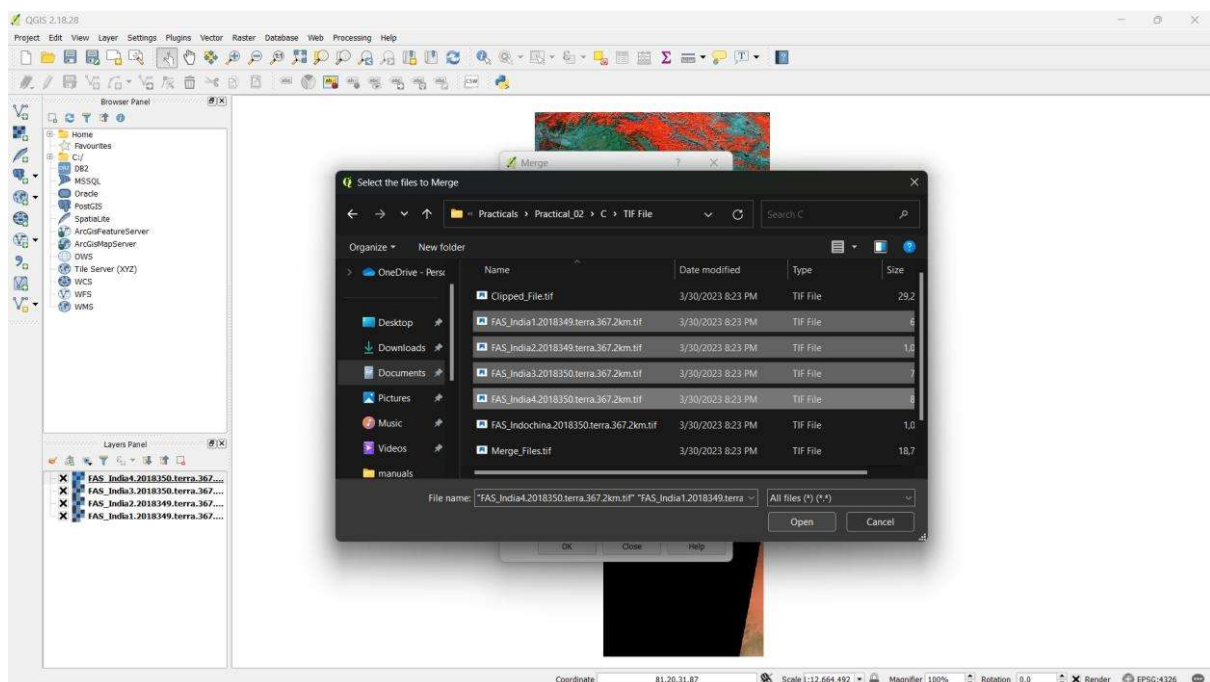 QGIS 2.18.28
Project Edit View Layer Settings Plugins Vector Raster Database Web Processing Help
Browser Panel
Home
Favourites
C:/
DB2
MSSQL
Oracle
PostGIS
SpatiaLite
ArcGisFeatureServer
ArcGisMapServer
OWS
Tile Server (XYZ)
WCS
WFS
WMS
Layers Panel
FAS_India4.2018350.terra.367....
FAS_India3.2018350.terra.367....
FAS_India2.2018349.terra.367....
FAS_India1.2018349.terra.367....
Merge ? X
Select the files to Merge
« Practicals › Practical_02 › C › TIF File
Search C
Organize New folder
OneDrive - Perso
Desktop
Downloads
Documents
Pictures
Music
Videos
manuals
Name Date modified Type Size
Clipped_File.tif 3/30/2023 8:23 PM TIF File 29,2
FAS_India1.2018349.terra.367.2km.tif 3/30/2023 8:23 PM TIF File 6
FAS_India2.2018349.terra.367.2km.tif 3/30/2023 8:23 PM TIF File 1,0
FAS_India3.2018350.terra.367.2km.tif 3/30/2023 8:23 PM TIF File 7
FAS_India4.2018350.terra.367.2km.tif 3/30/2023 8:23 PM TIF File 8
FAS_Indochina.2018350.terra.367.2km.tif 3/30/2023 8:23 PM TIF File 1,0
Merge_Files.tif 3/30/2023 8:23 PM TIF File 18,7
File name: "FAS_India4.2018350.terra.367.2km.tif" "FAS_India1.2018349.terra All files (*) (*.*)
Open Cancel
OK Close Help
Coordinate 81.20,31.87 Scale 1:12,664,492 Magnifier 100% Rotation 0.0 Render EPSG:4326